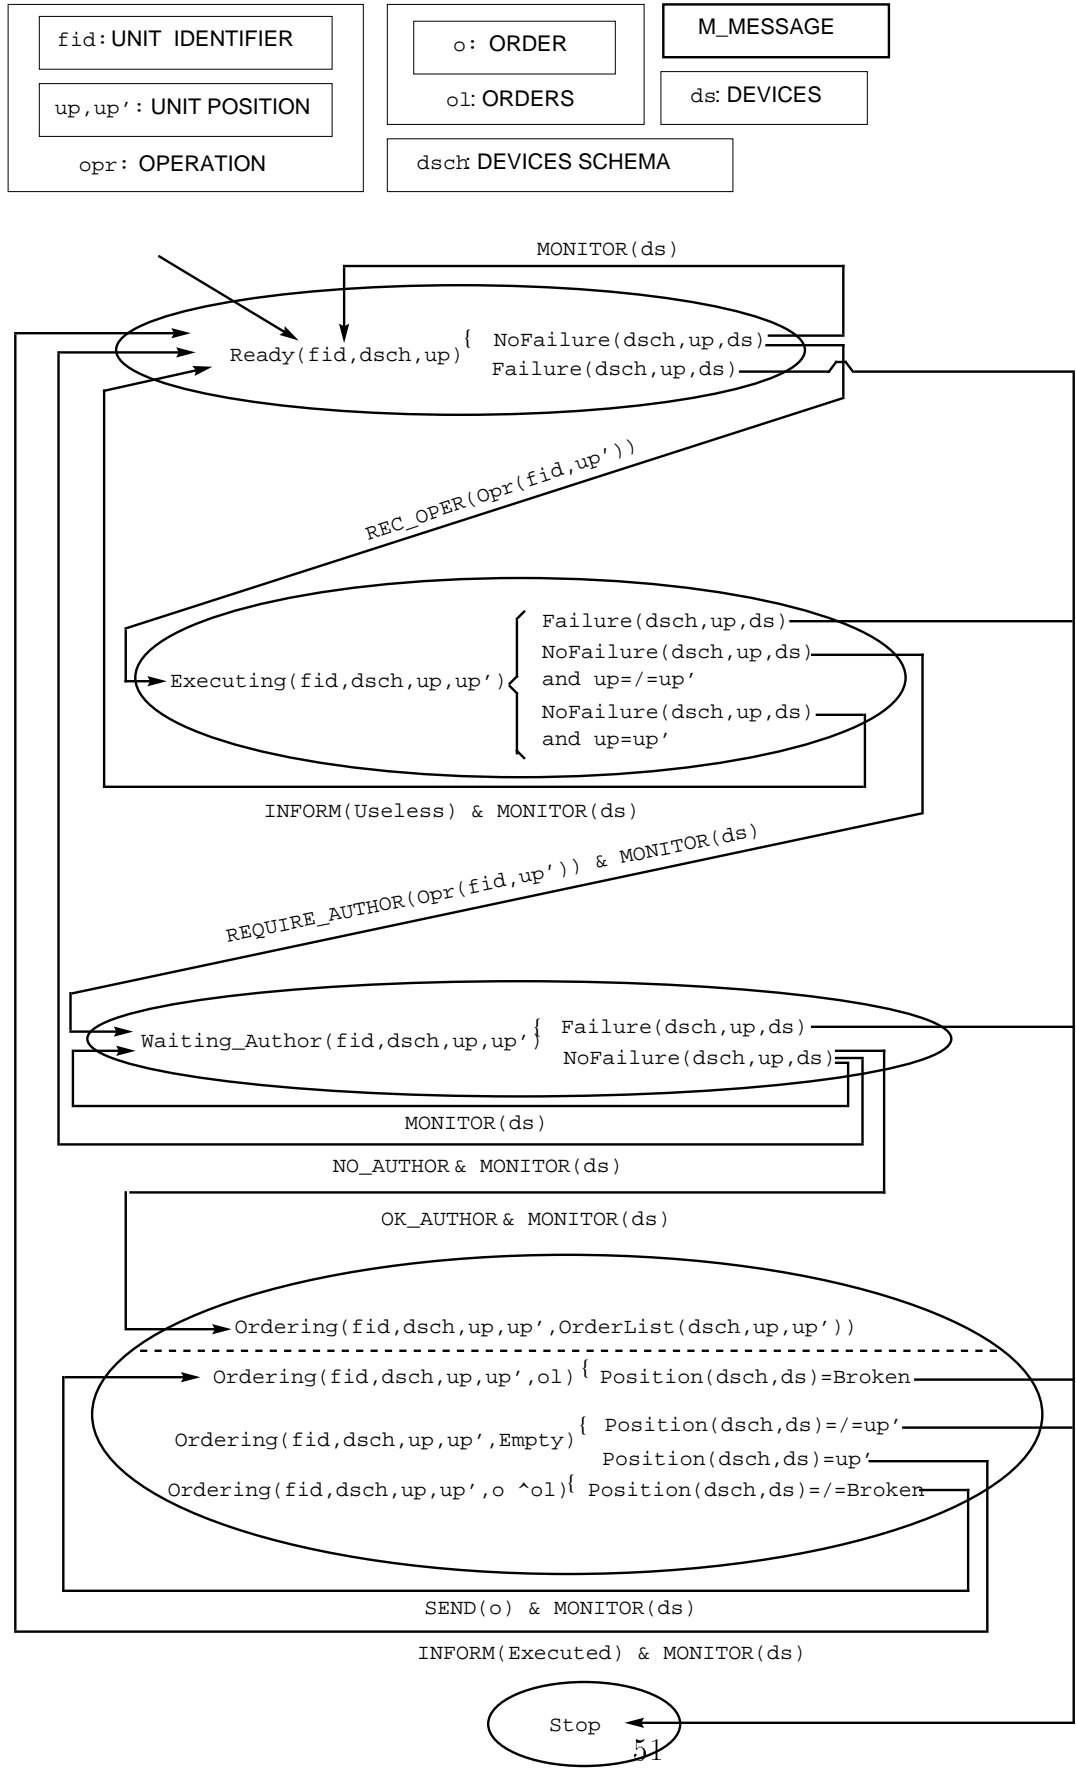 fid: UNIT IDENTIFIER
up,up': UNIT POSITION
opr: OPERATION
o: ORDER
ol: ORDERS
M_MESSAGE
ds: DEVICES
dsch: DEVICES SCHEMA
MONITOR(ds)
Ready(fid,dsch,up)
{ NoFailure(dsch,up,ds)
Failure(dsch,up,ds)
REC_OPER(Opr(fid,up'))
Executing(fid,dsch,up,up')
Failure(dsch,up,ds)
NoFailure(dsch,up,ds)
and up=/=up'
NoFailure(dsch,up,ds)
and up=up'
INFORM(Useless) & MONITOR(ds)
REQUIRE_AUTHOR(Opr(fid,up')) & MONITOR(ds)
Waiting_Author(fid,dsch,up,up')
{ Failure(dsch,up,ds)
NoFailure(dsch,up,ds)
MONITOR(ds)
NO_AUTHOR & MONITOR(ds)
OK_AUTHOR & MONITOR(ds)
Ordering(fid,dsch,up,up',OrderList(dsch,up,up'))
Ordering(fid,dsch,up,up',ol) { Position(dsch,ds)=Broken
Ordering(fid,dsch,up,up',Empty) { Position(dsch,ds)=/=up'
Position(dsch,ds)=up'
Ordering(fid,dsch,up,up',o ^ol) { Position(dsch,ds)=/=Broken
SEND(o) & MONITOR(ds)
INFORM(Executed) & MONITOR(ds)
Stop
51